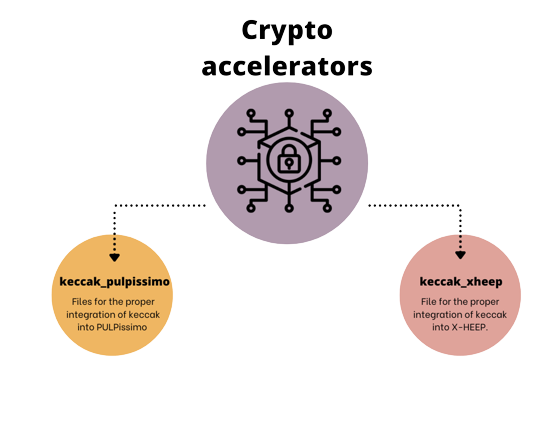 Crypto
accelerators
keccak_pulpissimo
Files for the proper
integration of keccak
into PULPissimo
keccak_xheep
File for the proper
integration of keccak
into X-HEEP.